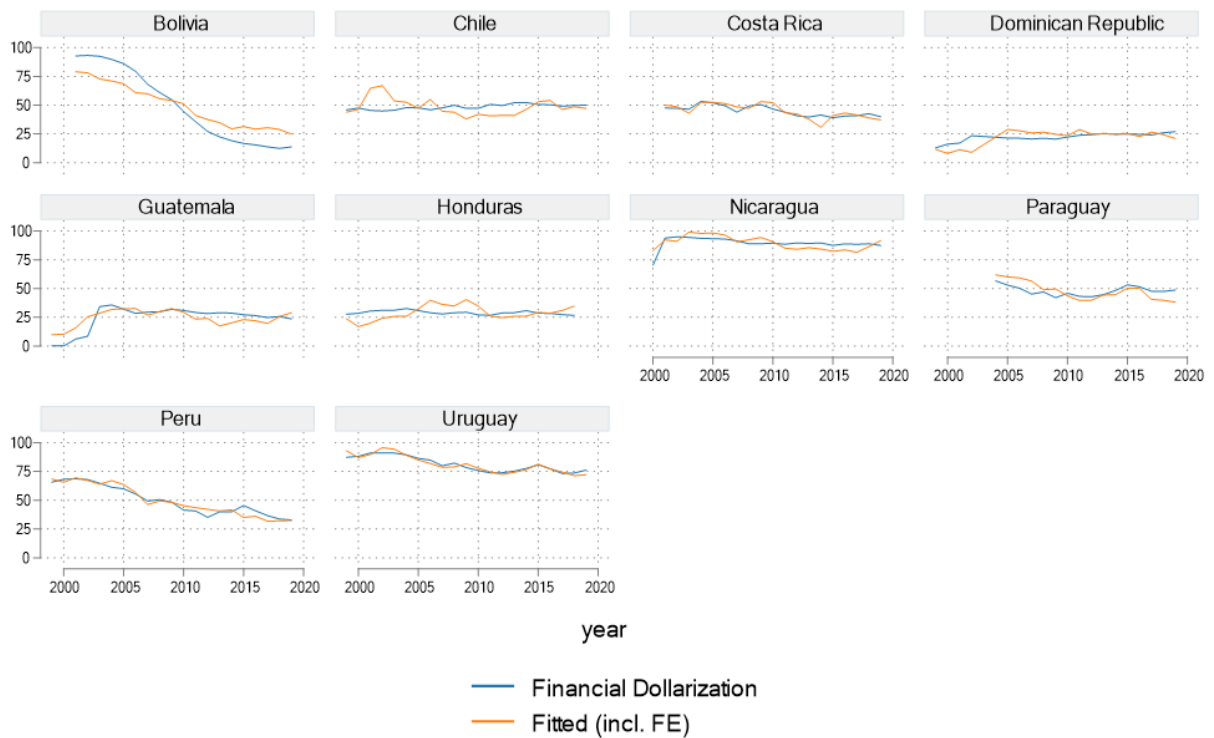 Bolivia Chile Costa Rica Dominican Republic
100
75
50
25
0
Guatemala Honduras Nicaragua Paraguay
100
75
50
25
0
2000 2005 2010 2015 2020 2000 2005 2010 2015 2020
Peru Uruguay
100
75
50
25
0
2000 2005 2010 2015 2020 2000 2005 2010 2015 2020
year
Financial Dollarization
Fitted (incl. FE)